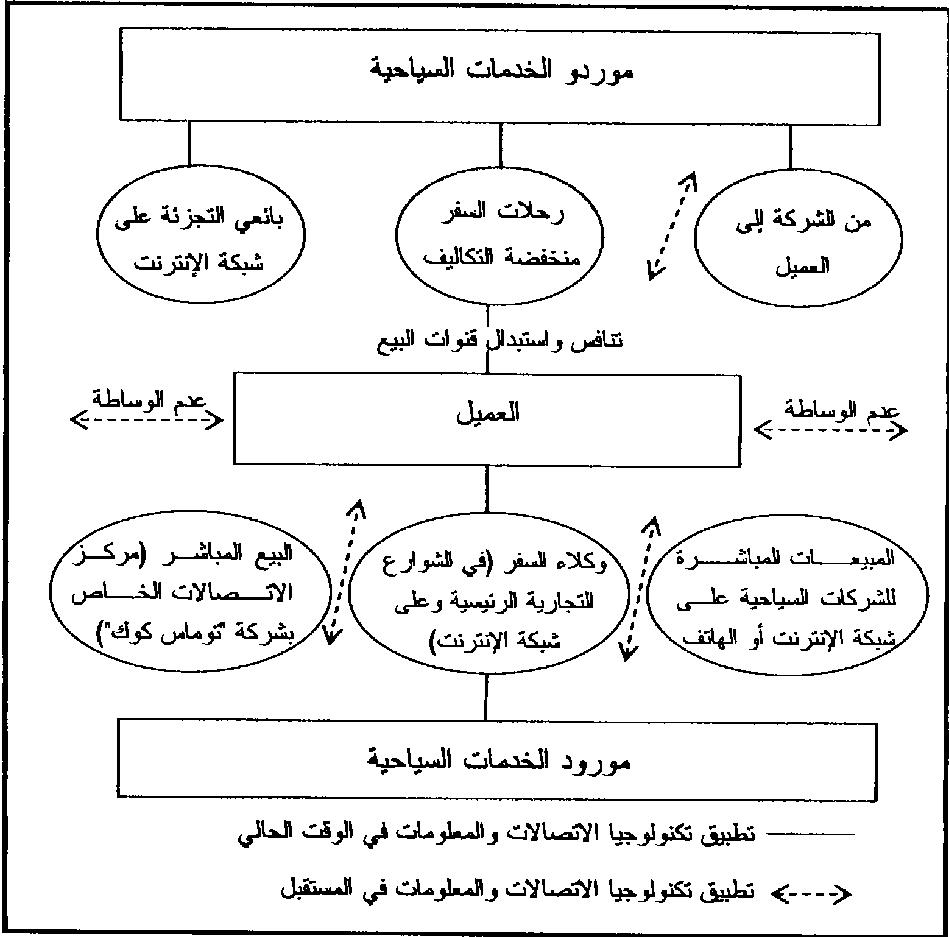 موردو الخدمات السياحية
من الشركة إلى
العميل
رحلات السفر
منخفضة التكاليف
بائعي التجزئة على
شبكة الإنترنت
تنافس واستبدال قنوات البيع
عدم الوساطة
العميل
عدم الوساطة
المبيعات المباشرة
للشركات السياحية على
شبكة الإنترنت أو الهاتف
وكلاء السفر (في الشوارع
التجارية الرئيسية وعلى
شبكة الإنترنت)
البيع المباشر (مركز
الاتصالات الخاص
بشركة "توماس كوك")
مورود الخدمات السياحية
تطبيق تكنولوجيا الاتصالات والمعلومات في الوقت الحالي
تطبيق تكنولوجيا الاتصالات والمعلومات في المستقبل